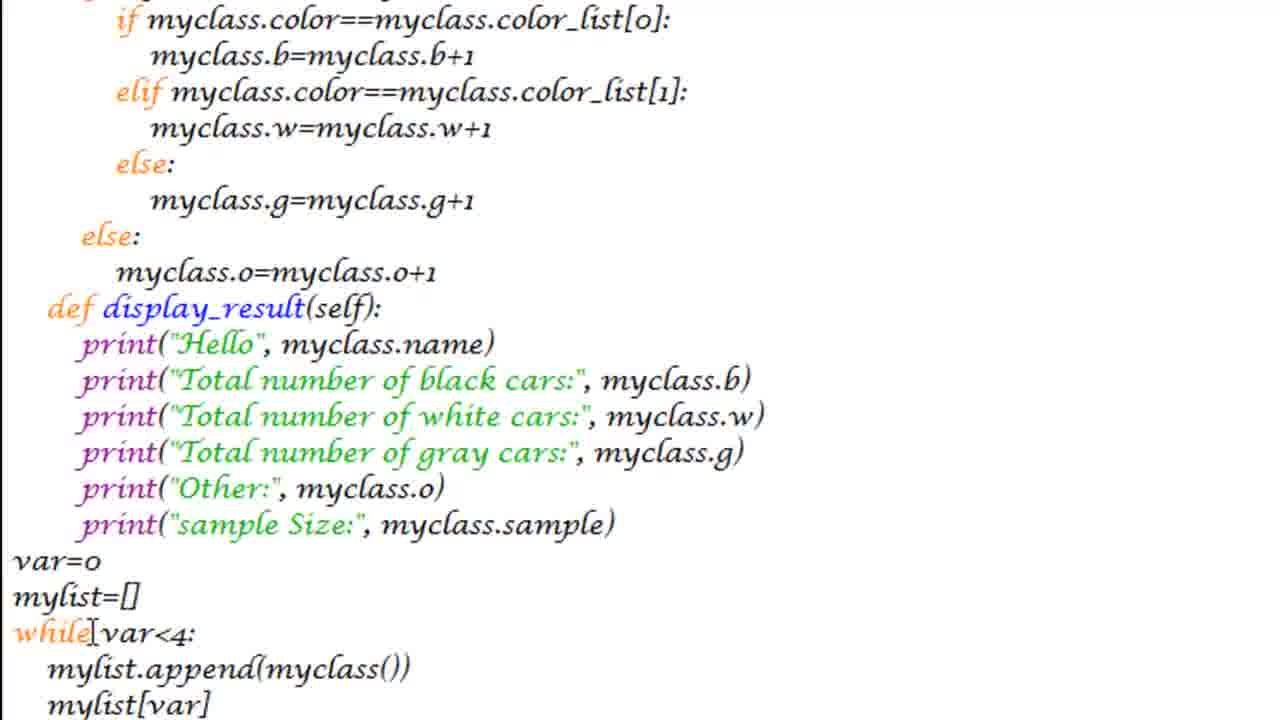 if myclass.color==myclass.color_list[0]:
myclass.b=myclass.b+1
elif myclass.color==myclass.color_list[1]:
myclass.w=myclass.w+1
else:
myclass.g=myclass.g+1
else:
myclass.o=myclass.o+1
def display_result(self):
print("Hello", myclass.name)
print("Total number of black cars:", myclass.b)
print("Total number of white cars:", myclass.w)
print("Total number of gray cars:", myclass.g)
print("Other:", myclass.o)
print("sample Size:", myclass.sample)
var=0
mylist=[]
while var<4:
mylist.append(myclass())
mylist[var]